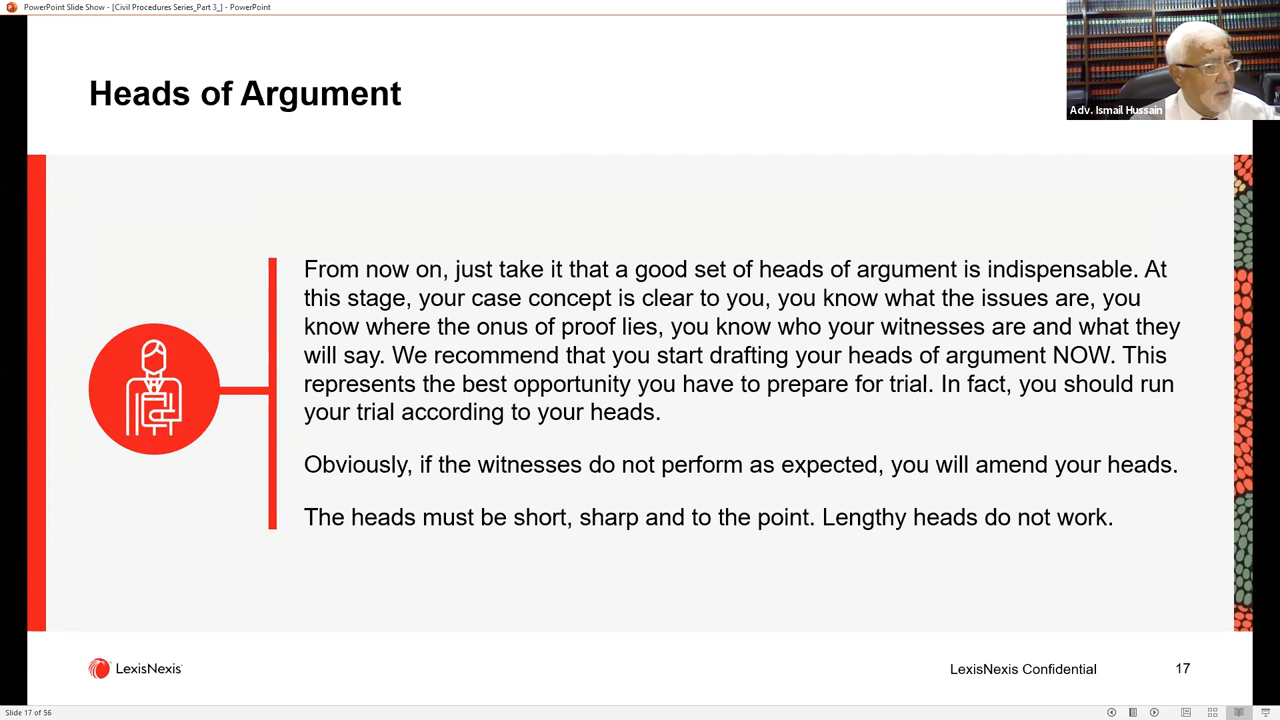 PowerPoint Slide Show - [Civil Procedures Series_Part 3_] - PowerPoint
Adv. Ismail Hussain
Heads of Argument
From now on, just take it that a good set of heads of argument is indispensable. At
this stage, your case concept is clear to you, you know what the issues are, you
know where the onus of proof lies, you know who your witnesses are and what they
will say. We recommend that you start drafting your heads of argument NOW. This
represents the best opportunity you have to prepare for trial. In fact, you should run
your trial according to your heads.
Obviously, if the witnesses do not perform as expected, you will amend your heads.
The heads must be short, sharp and to the point. Lengthy heads do not work.
LexisNexis
LexisNexis Confidential
17
Slide 17 of 56